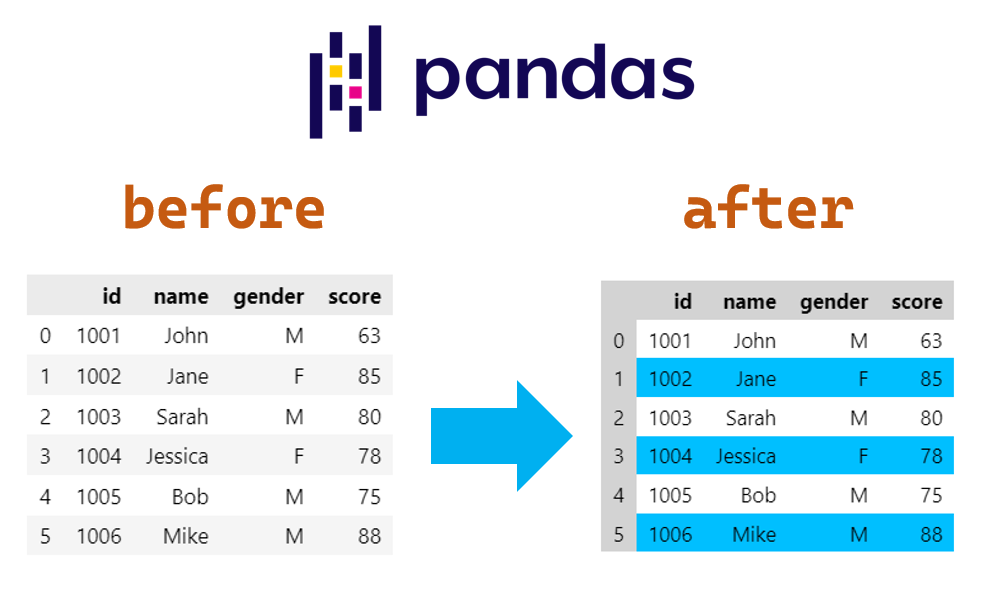 pandas
before
after
id name gender score
0 1001 John M 63
1 1002 Jane F 85
2 1003 Sarah M 80
3 1004 Jessica F 78
4 1005 Bob M 75
5 1006 Mike M 88
id name gender score
0 1001 John M 63
1 1002 Jane F 85
2 1003 Sarah M 80
3 1004 Jessica F 78
4 1005 Bob M 75
5 1006 Mike M 88